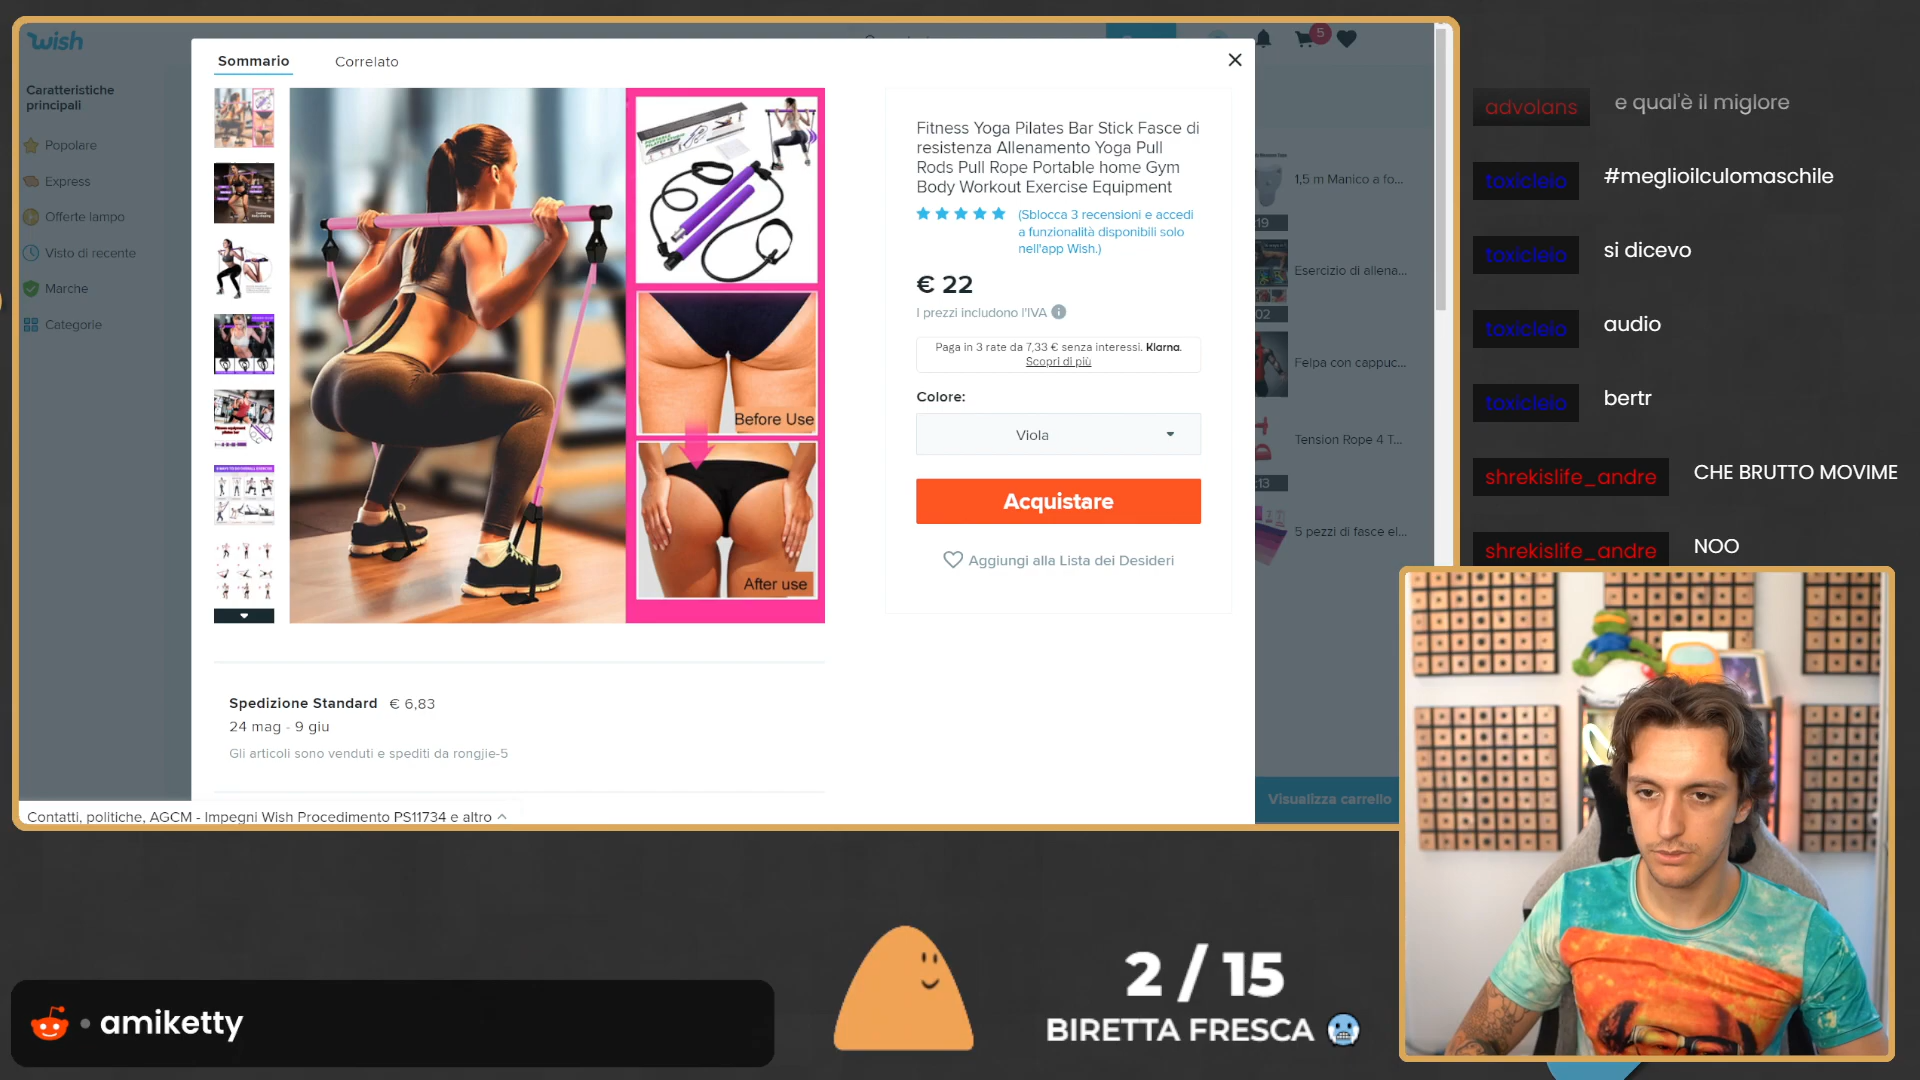 wish
5
Caratteristiche
principali
Popolare
Express
Offerte lampo
Visto di recente
Marche
Categorie
Sommario
Correlato
Before Use
After use
Fitness Yoga Pilates Bar Stick Fasce di
resistenza Allenamento Yoga Pull
Rods Pull Rope Portable home Gym
Body Workout Exercise Equipment
(Sblocca 3 recensioni e accedi
a funzionalità disponibili solo
nell'app Wish.)
€ 22
I prezzi includono l'IVA
Paga in 3 rate da 7,33 € senza interessi. Klarna.
Scopri di più
Colore:
Viola
Acquistare
Aggiungi alla Lista dei Desideri
Spedizione Standard € 6,83
24 mag - 9 giu
Gli articoli sono venduti e spediti da rongjie-5
Contatti, politiche, AGCM - Impegni Wish Procedimento PS11734 e altro
1,5 m Manico a fo...
:19
Esercizio di allena...
:02
Felpa con cappuc...
Tension Rope 4 T...
:13
5 pezzi di fasce el...
Visualizza carrello
advolans e qual'è il miglore
toxicleio #meglioilculomaschile
toxicleio si dicevo
toxicleio audio
toxicleio bertr
shrekislife_andre CHE BRUTTO MOVIME
shrekislife_andre NOO
amiketty
2 / 15
BIRETTA FRESCA